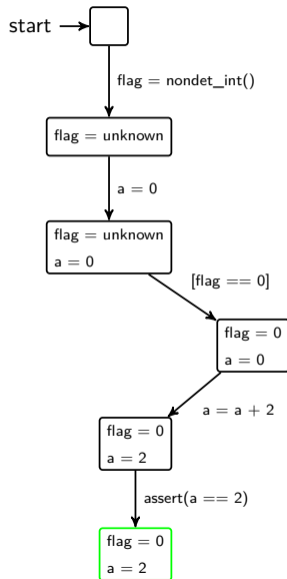 start
flag = nondet_int()
flag = unknown
a = 0
flag = unknown
a = 0
[flag == 0]
flag = 0
a = 0
a = a + 2
flag = 0
a = 2
assert(a == 2)
flag = 0
a = 2